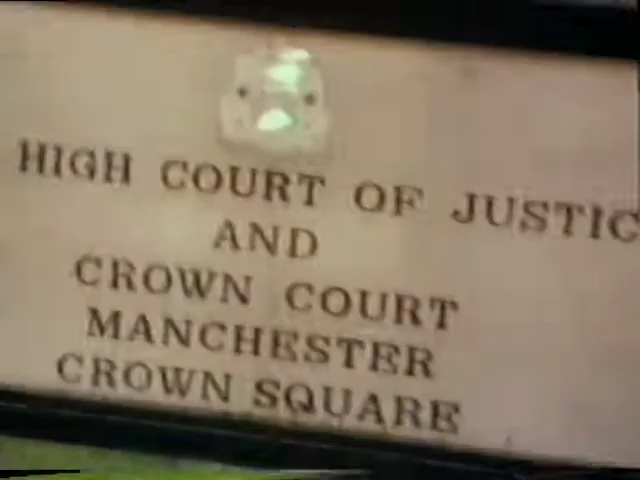 HIGH COURT OF JUSTIC
AND
CROWN COURT
MANCHESTER
CROWN SQUARE